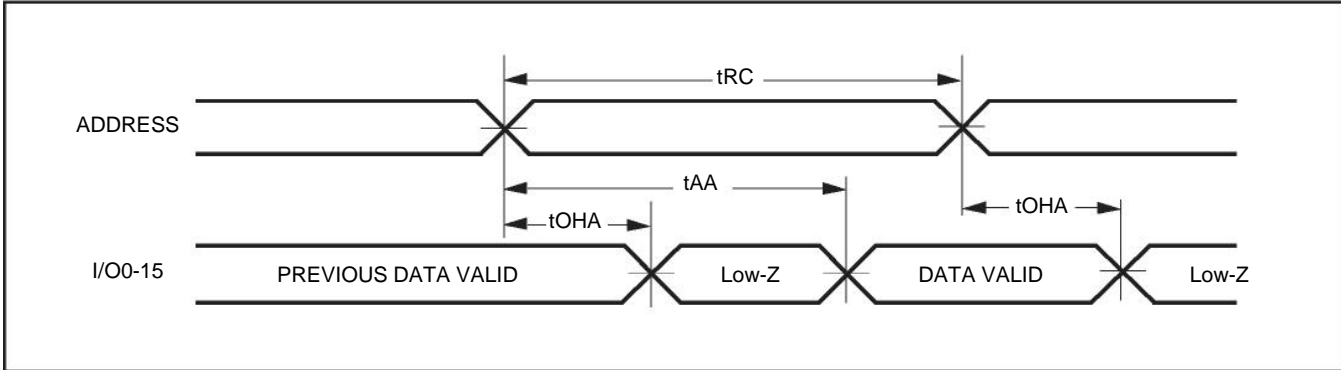 tRC
ADDRESS
tAA
tOHA
tOHA
I/O0-15
PREVIOUS DATA VALID
Low-Z
DATA VALID
Low-Z